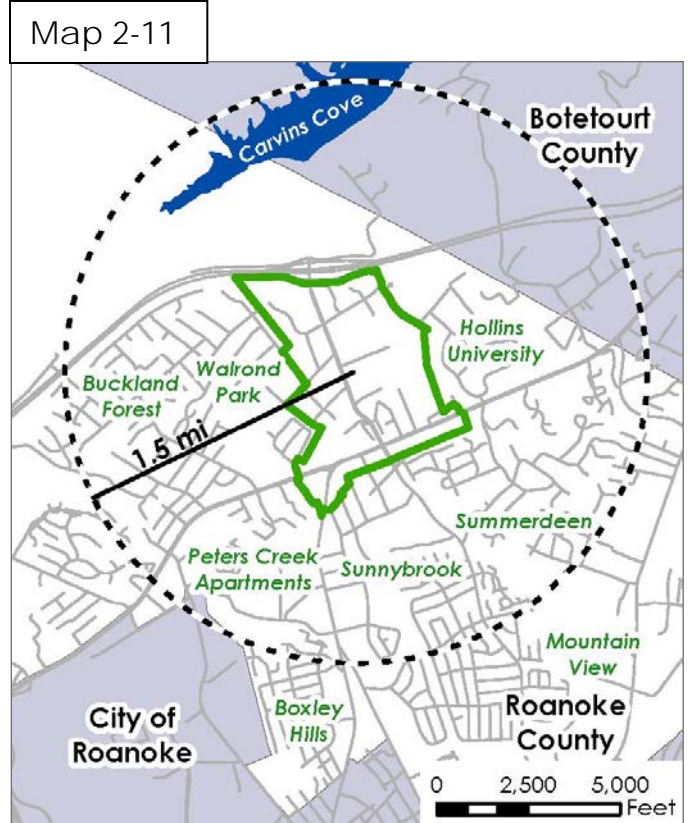 Map 2-11
Carvins Cove
Botetourt
County
Hollins
University
Walrond
Park
Buckland
Forest
1.5 mi
Summerdeen
Peters Creek
Apartments
Sunnybrook
Mountain
View
Boxley
Hills
City of
Roanoke
Roanoke
County
0 2,500 5,000
Feet